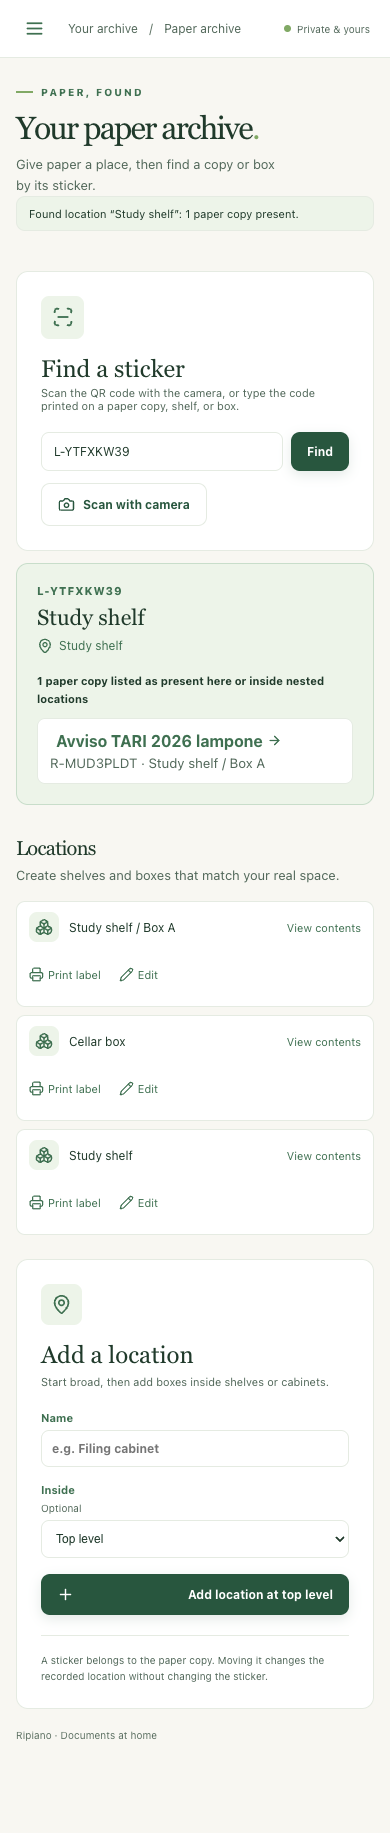 Your archive / Paper archive
Private & yours
PAPER, FOUND
Your paper archive.
Give paper a place, then find a copy or box
by its sticker.
Found location “Study shelf”: 1 paper copy present.
Find a sticker
Scan the QR code with the camera, or type the code
printed on a paper copy, shelf, or box.
L-YTFXKW39
Find
Scan with camera
L-YTFXKW39
Study shelf
Study shelf
1 paper copy listed as present here or inside nested
locations
Avviso TARI 2026 lampone →
R-MUD3PLDT · Study shelf / Box A
Locations
Create shelves and boxes that match your real space.
Study shelf / Box A
View contents
Print label
Edit
Cellar box
View contents
Print label
Edit
Study shelf
View contents
Print label
Edit
Add a location
Start broad, then add boxes inside shelves or cabinets.
Name
e.g. Filing cabinet
Inside
Optional
Top level
Add location at top level
A sticker belongs to the paper copy. Moving it changes the
recorded location without changing the sticker.
Ripiano · Documents at home